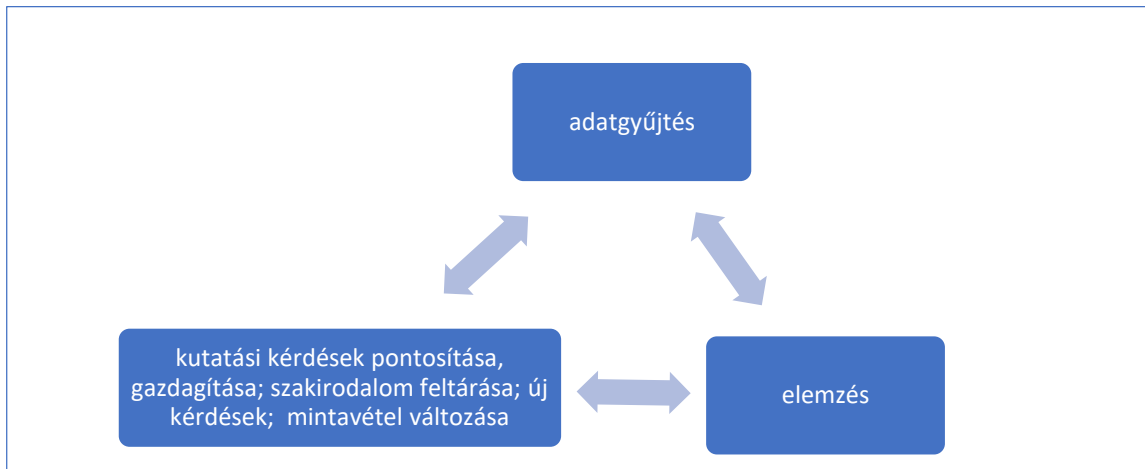 adatgyűjtés
kutatási kérdések pontosítása,
gazdagítása; szakirodalom feltárása; új
kérdések;  mintavétel változása
elemzés